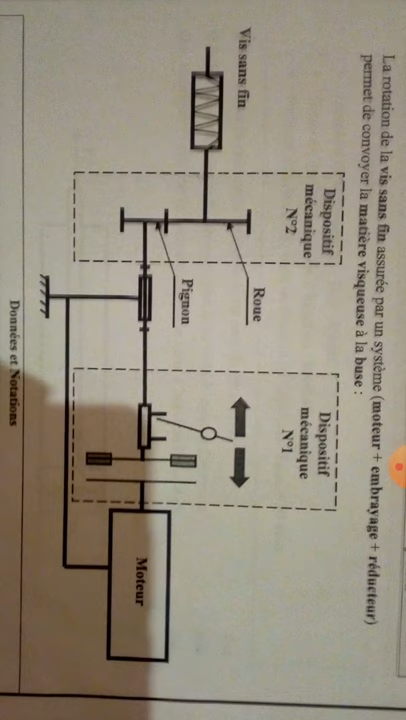 La rotation de la vis sans fin assurée par un système (moteur + embrayage + réducteur)
permet de convoyer la matière visqueuse à la buse :
Vis sans fin
Dispositif
mécanique
N°2
Roue
Pignon
Dispositif
mécanique
N°1
Moteur
Données et Notations